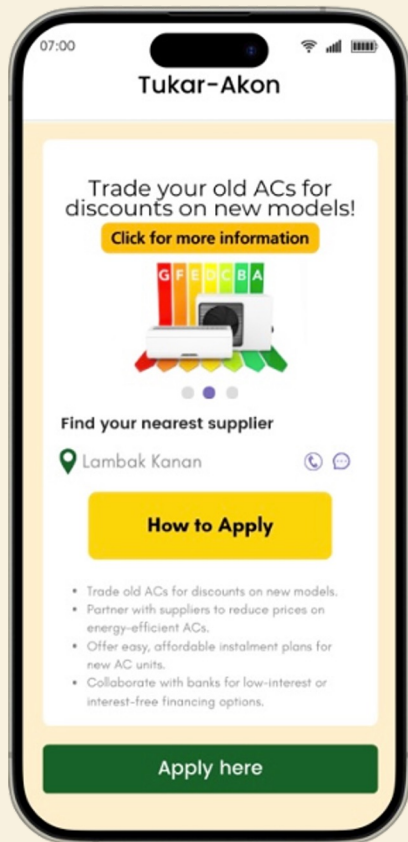 07:00
Tukar-Akon
Trade your old ACs for
discounts on new models!
Click for more information
G F E D C B A
Find your nearest supplier
Lambak Kanan
How to Apply
• Trade old ACs for discounts on new models.
• Partner with suppliers to reduce prices on
energy-efficient ACs.
• Offer easy, affordable instalment plans for
new AC units.
• Collaborate with banks for low-interest or
interest-free financing options.
Apply here